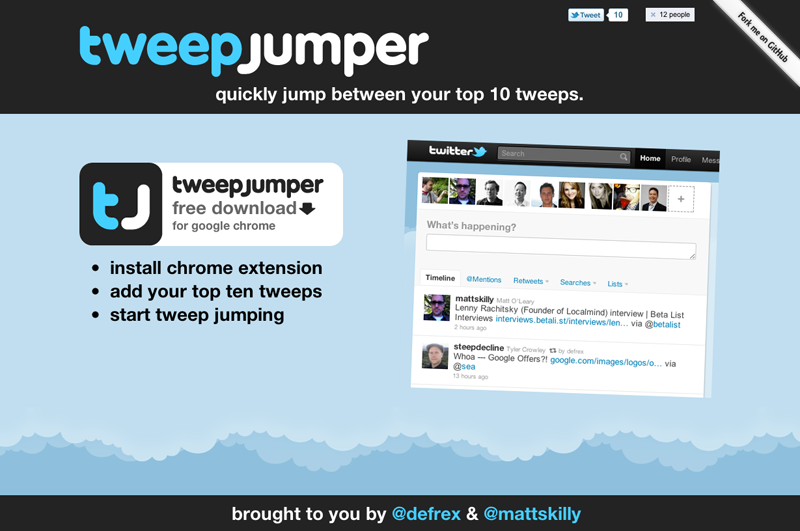 Tweet 10
12 people
Fork me on GitHub
tweepjumper
quickly jump between your top 10 tweeps.
tJ
tweepjumper
free download
for google chrome
• install chrome extension
• add your top ten tweeps
• start tweep jumping
twitter Search Home Profile Mess
+
What's happening?
Timeline @Mentions Retweets Searches Lists
mattskilly Matt O'Leary
Lenny Rachitsky (Founder of Localmind) interview | Beta List
Interviews interviews.betali.st/interviews/len… via @betalist
2 hours ago
steepdecline Tyler Crowley by defrex
Whoa — Google Offers?! google.com/images/logos/o… via
@sea
13 hours ago
brought to you by @defrex & @mattskilly